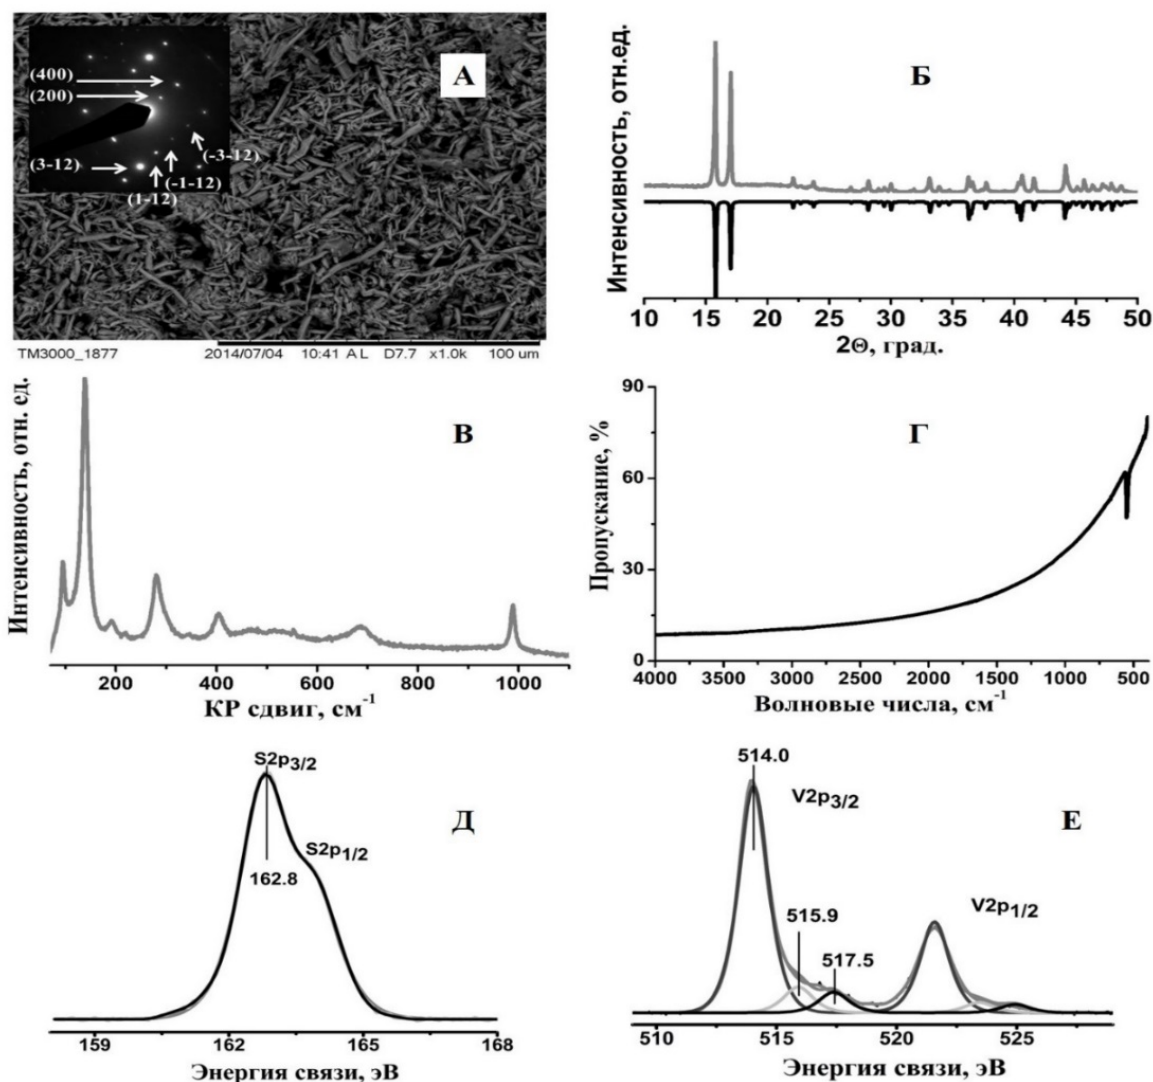 А
(400)
(200)
(3-12)
(-3-12)
(-1-12)
(1-12)
TM3000_1877 2014/07/04 10:41 A L D7.7 x1.0k 100 um
Б
Интенсивность, отн.ед.
10 15 20 25 30 35 40 45 50
2Θ, град.
В
Интенсивность, отн. ед.
200 400 600 800 1000
КР сдвиг, см-1
Г
Пропускание, %
90
60
30
0
4000 3500 3000 2500 2000 1500 1000 500
Волновые числа, см-1
Д
S2p3/2
S2p1/2
162.8
159 162 165 168
Энергия связи, эВ
Е
514.0
V2p3/2
515.9
517.5
V2p1/2
510 515 520 525
Энергия связи, эВ